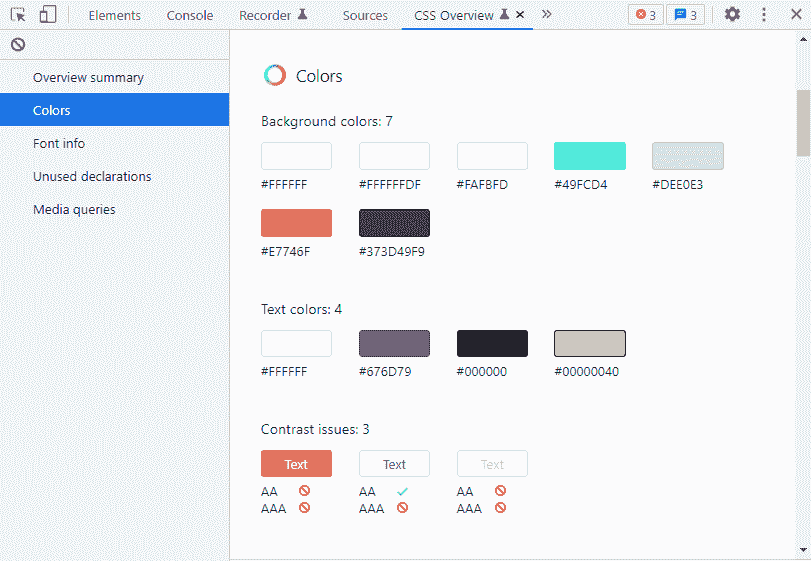 Elements Console Recorder Sources CSS Overview 3 3
Overview summary
Colors
Font info
Unused declarations
Media queries
Colors
Background colors: 7
#FFFFFF #FFFFFFDF #FAFBFD #49FCD4 #DEE0E3
#E7746F #373D49F9
Text colors: 4
#FFFFFF #676D79 #000000 #00000040
Contrast issues: 3
Text Text Text
AA AA AA
AAA AAA AAA